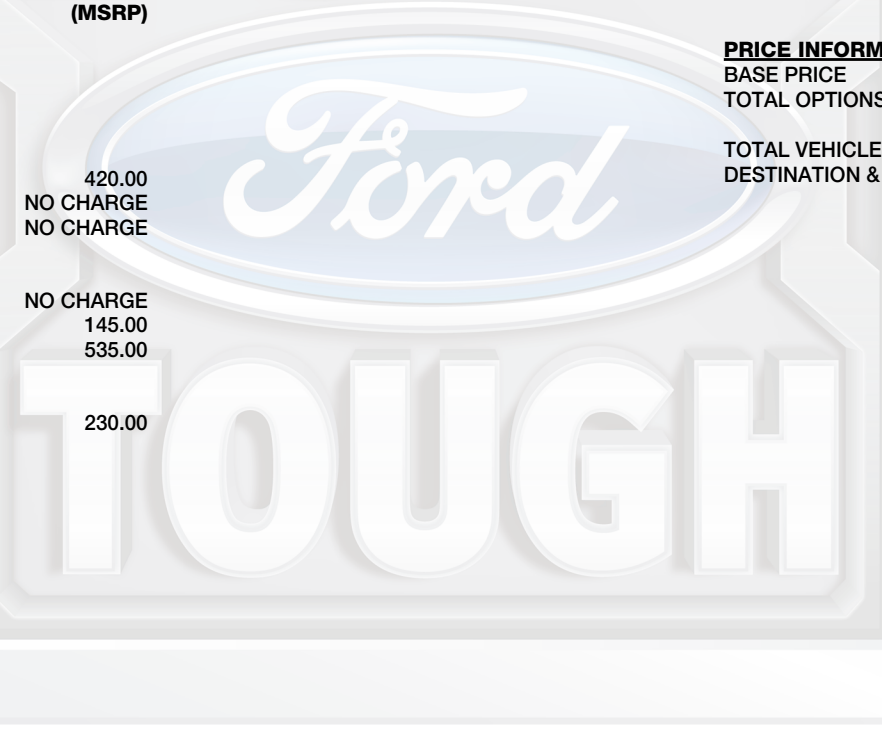 (MSRP)
420.00
NO CHARGE
NO CHARGE
NO CHARGE
145.00
535.00
230.00
PRICE INFORM
BASE PRICE
TOTAL OPTIONS
TOTAL VEHICLE
DESTINATION &
Ford
TOUGH